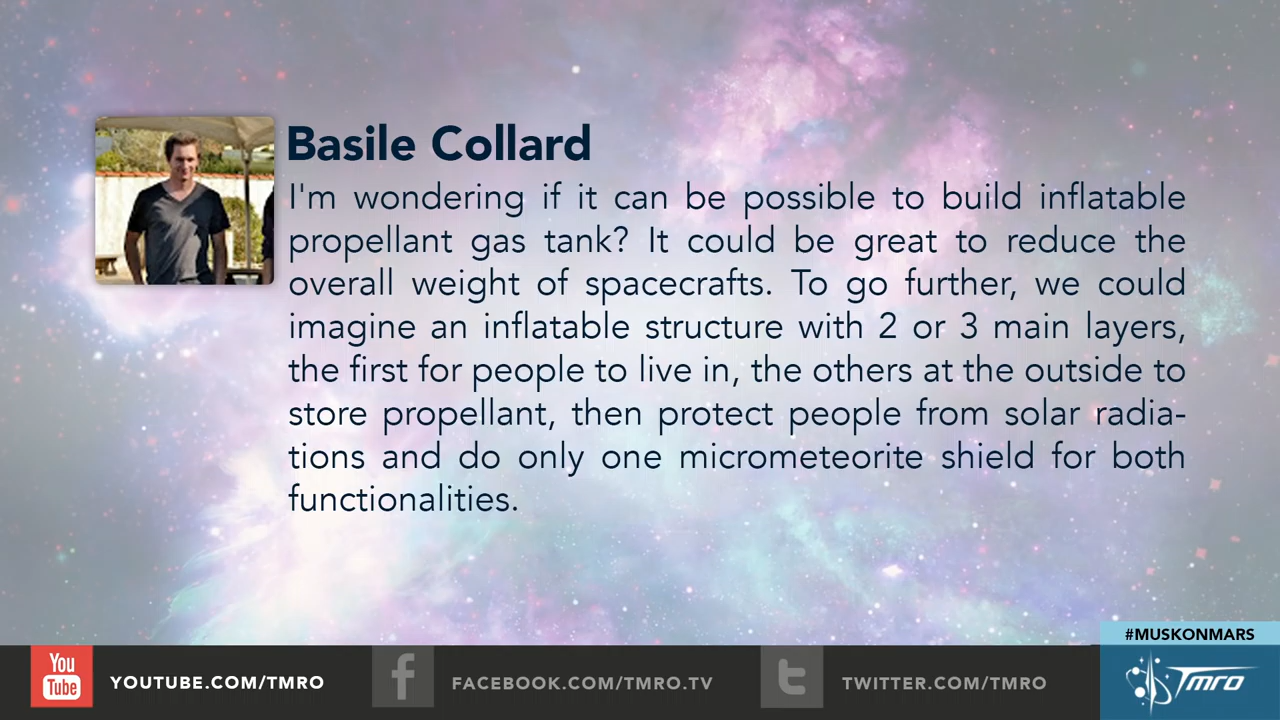 Basile Collard
I'm wondering if it can be possible to build inflatable
propellant gas tank? It could be great to reduce the
overall weight of spacecrafts. To go further, we could
imagine an inflatable structure with 2 or 3 main layers,
the first for people to live in, the others at the outside to
store propellant, then protect people from solar radia-
tions and do only one micrometeorite shield for both
functionalities.
#MUSKONMARS
You
Tube
YOUTUBE.COM/TMRO
f
FACEBOOK.COM/TMRO.TV
t
TWITTER.COM/TMRO
Tmro